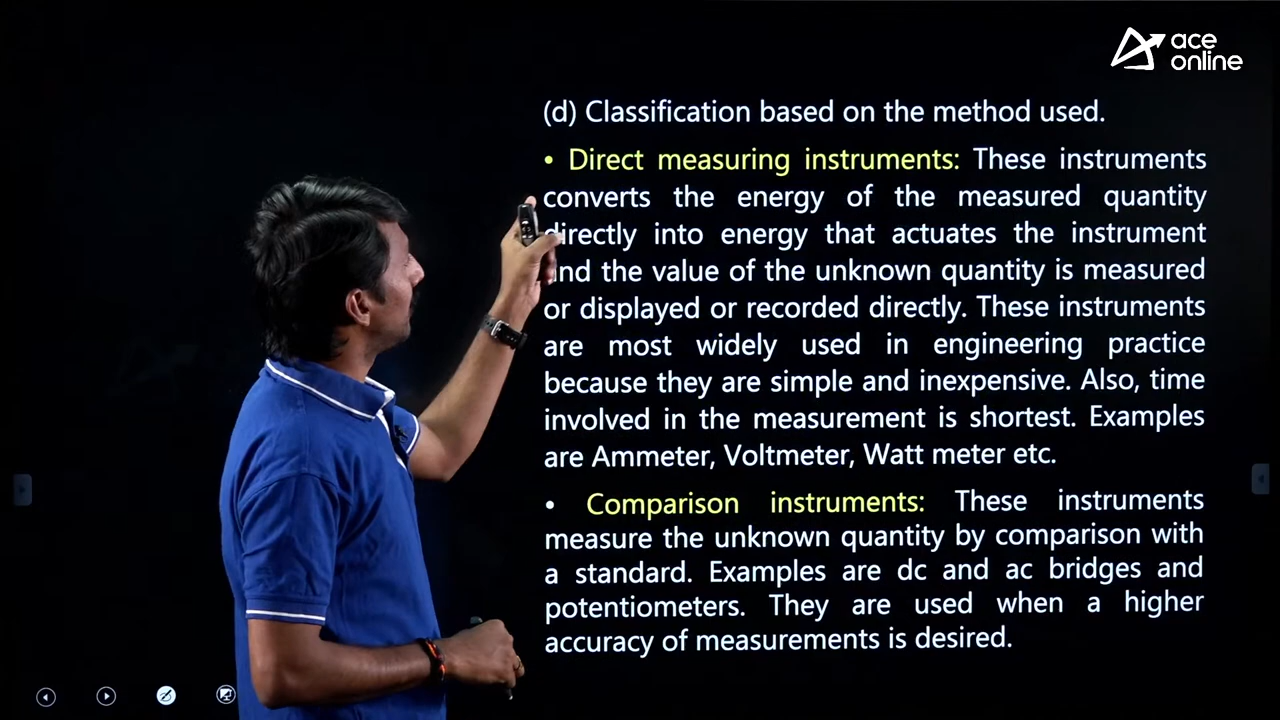 ace
online
(d) Classification based on the method used.
• Direct measuring instruments: These instruments
converts the energy of the measured quantity
directly into energy that actuates the instrument
and the value of the unknown quantity is measured
or displayed or recorded directly. These instruments
are most widely used in engineering practice
because they are simple and inexpensive. Also, time
involved in the measurement is shortest. Examples
are Ammeter, Voltmeter, Watt meter etc.
• Comparison instruments: These instruments
measure the unknown quantity by comparison with
a standard. Examples are dc and ac bridges and
potentiometers. They are used when a higher
accuracy of measurements is desired.